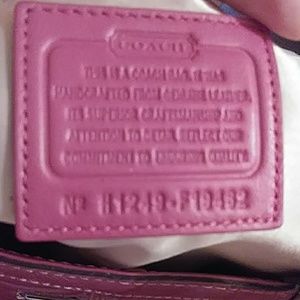 COACH
THIS IS A COACH BAG. IT WAS
HANDCRAFTED FROM GENUINE LEATHER.
ITS SUPERIOR CRAFTSMANSHIP AND
ATTENTION TO DETAIL REFLECT OUR
COMMITMENT TO ENDURING QUALITY.
Nº H1249-F19462